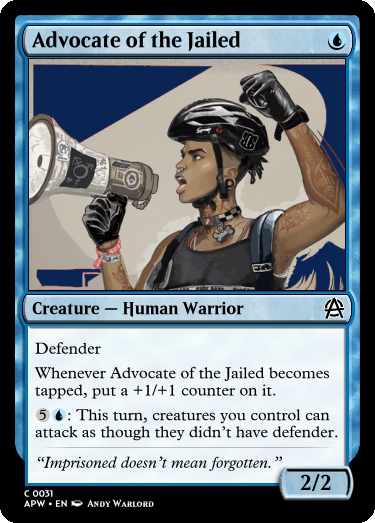 Advocate of the Jailed
Creature — Human Warrior
Defender
Whenever Advocate of the Jailed becomes
tapped, put a +1/+1 counter on it.
5: This turn, creatures you control can
attack as though they didn't have defender.
"Imprisoned doesn't mean forgotten."
2/2
C 0031
APW • EN Andy Warlord